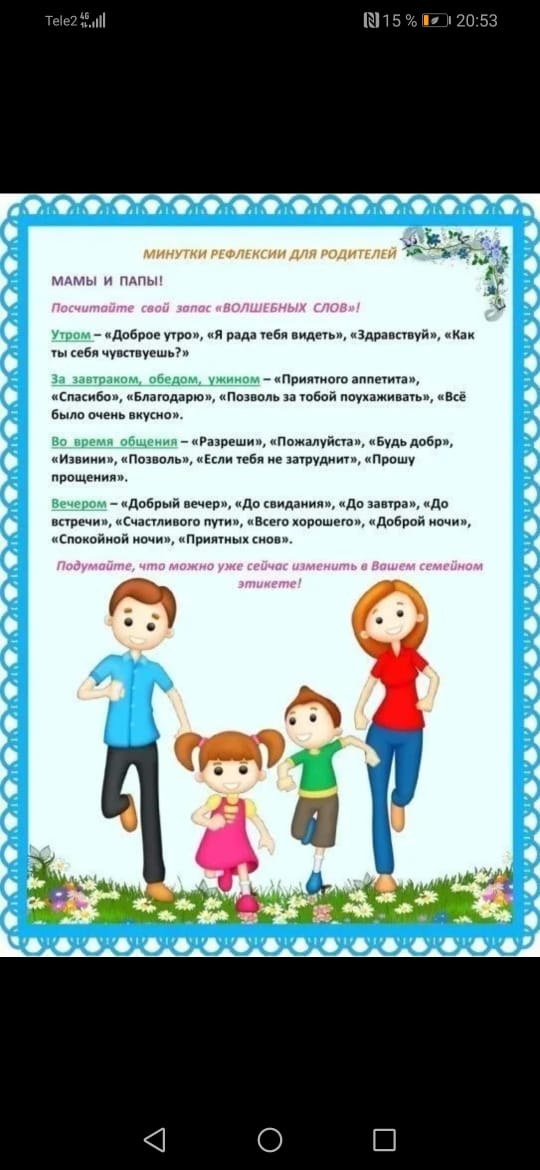 Tele2 4G 15 % 20:53
МИНУТКИ РЕФЛЕКСИИ ДЛЯ РОДИТЕЛЕЙ
МАМЫ И ПАПЫ!
Посчитайте свой запас «ВОЛШЕБНЫХ СЛОВ»!
Утром – «Доброе утро», «Я рада тебя видеть», «Здравствуй», «Как
ты себя чувствуешь?»
За завтраком, обедом, ужином – «Приятного аппетита»,
«Спасибо», «Благодарю», «Позволь за тобой поухаживать», «Всё
было очень вкусно».
Во время общения – «Разреши», «Пожалуйста», «Будь добр»,
«Извини», «Позволь», «Если тебя не затруднит», «Прошу
прощения».
Вечером – «Добрый вечер», «До свидания», «До завтра», «До
встречи», «Счастливого пути», «Всего хорошего», «Доброй ночи»,
«Спокойной ночи», «Приятных снов».
Подумайте, что можно уже сейчас изменить в Вашем семейном
этикете!